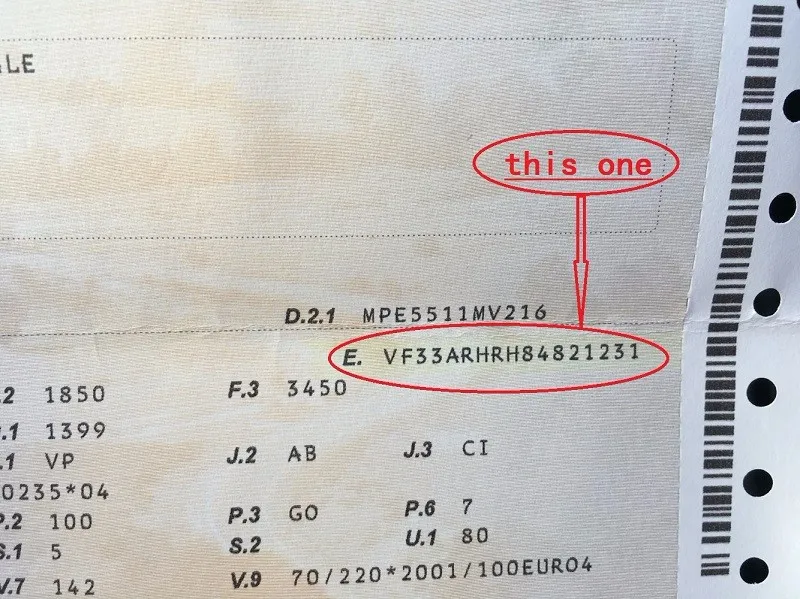 ALE
this one
D.2.1 MPE5511MV216
E. VF33ARHRH84821231
.2 1850 F.3 3450
.1 1399
.1 VP J.2 AB J.3 CI
0235*04
P.2 100 P.3 GO P.6 7
S.1 5 S.2 U.1 80
V.7 142 V.9 70/220*2001/100EURO4